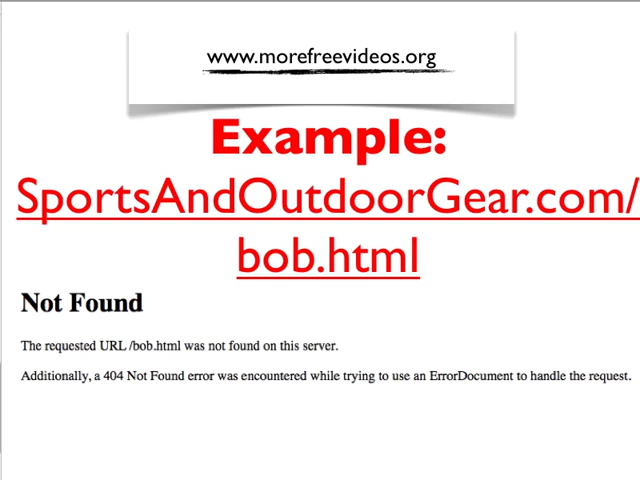 www.morefreevideos.org
Example:
SportsAndOutdoorGear.com/
bob.html
Not Found
The requested URL /bob.html was not found on this server.
Additionally, a 404 Not Found error was encountered while trying to use an ErrorDocument to handle the request.